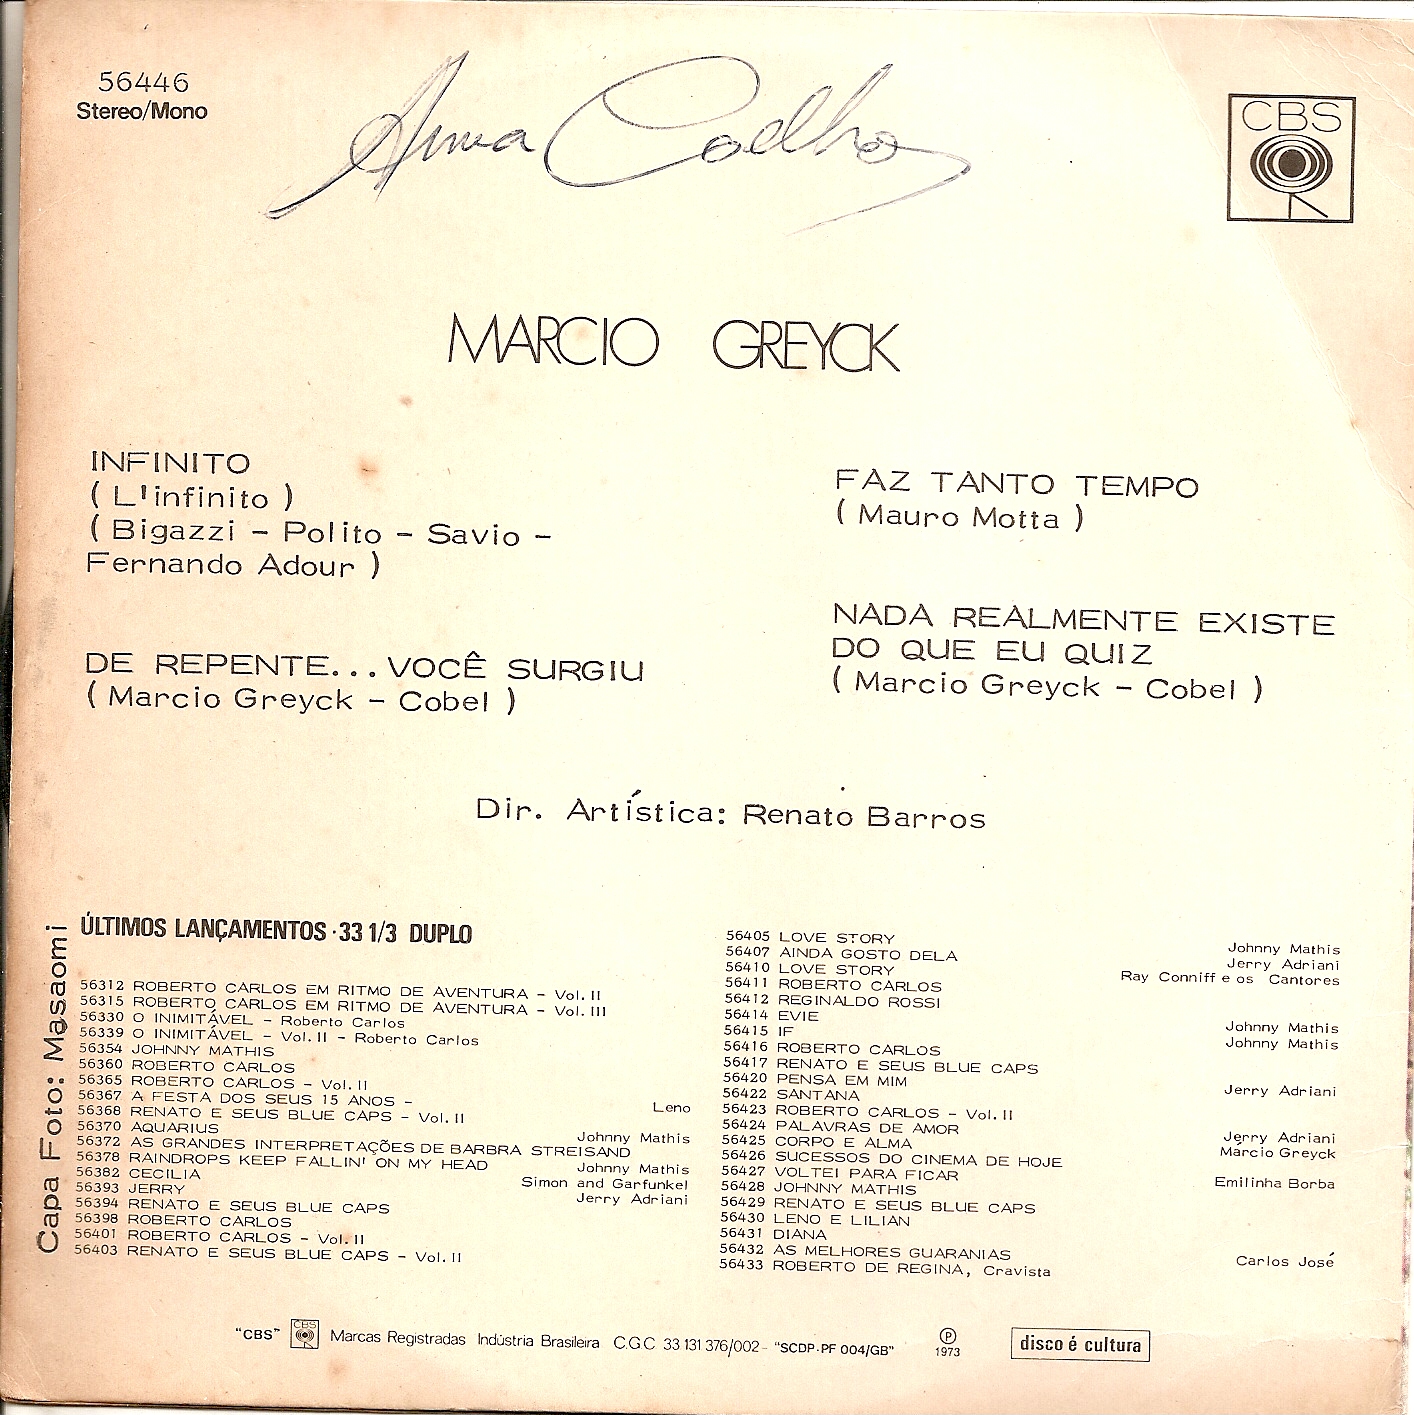 56446
Stereo/Mono
Anna Coelho
CBS
MARCIO GREYCK
INFINITO
( L'infinito )
( Bigazzi – Polito – Savio –
Fernando Adour )
DE REPENTE... VOCÊ SURGIU
( Marcio Greyck – Cobel )
FAZ TANTO TEMPO
( Mauro Motta )
NADA REALMENTE EXISTE
DO QUE EU QUIZ
( Marcio Greyck – Cobel )
Dir. Artística: Renato Barros
Capa Foto: Masaomi
ÚLTIMOS LANÇAMENTOS · 33 1/3 DUPLO
56312 ROBERTO CARLOS EM RITMO DE AVENTURA – Vol. II
56315 ROBERTO CARLOS EM RITMO DE AVENTURA – Vol. III
56330 O INIMITÁVEL – Roberto Carlos
56339 O INIMITÁVEL – Vol. II – Roberto Carlos
56354 JOHNNY MATHIS
56360 ROBERTO CARLOS
56365 ROBERTO CARLOS – Vol. II
56367 A FESTA DOS SEUS 15 ANOS – Leno
56368 RENATO E SEUS BLUE CAPS – Vol. II
56370 AQUARIUS Johnny Mathis
56372 AS GRANDES INTERPRETAÇÕES DE BARBRA STREISAND
56378 RAINDROPS KEEP FALLIN' ON MY HEAD Johnny Mathis
56382 CECILIA Simon and Garfunkel
56393 JERRY Jerry Adriani
56394 RENATO E SEUS BLUE CAPS
56398 ROBERTO CARLOS
56401 ROBERTO CARLOS – Vol. II
56403 RENATO E SEUS BLUE CAPS – Vol. II
56405 LOVE STORY Johnny Mathis
56407 AINDA GOSTO DELA Jerry Adriani
56410 LOVE STORY Ray Conniff e os Cantores
56411 ROBERTO CARLOS
56412 REGINALDO ROSSI
56414 EVIE Johnny Mathis
56415 IF Johnny Mathis
56416 ROBERTO CARLOS
56417 RENATO E SEUS BLUE CAPS
56420 PENSA EM MIM Jerry Adriani
56422 SANTANA
56423 ROBERTO CARLOS – Vol. II
56424 PALAVRAS DE AMOR Jerry Adriani
56425 CORPO E ALMA Márcio Greyck
56426 SUCESSOS DO CINEMA DE HOJE
56427 VOLTEI PARA FICAR Emilinha Borba
56428 JOHNNY MATHIS
56429 RENATO E SEUS BLUE CAPS
56430 LENO E LILIAN
56431 DIANA
56432 AS MELHORES GUARANIAS Carlos José
56433 ROBERTO DE REGINA, Cravista
"CBS" CBS Marcas Registradas Indústria Brasileira C.G.C 33 131 376/002 - "SCDP-PF 004/GB" ℗ 1973 disco é cultura